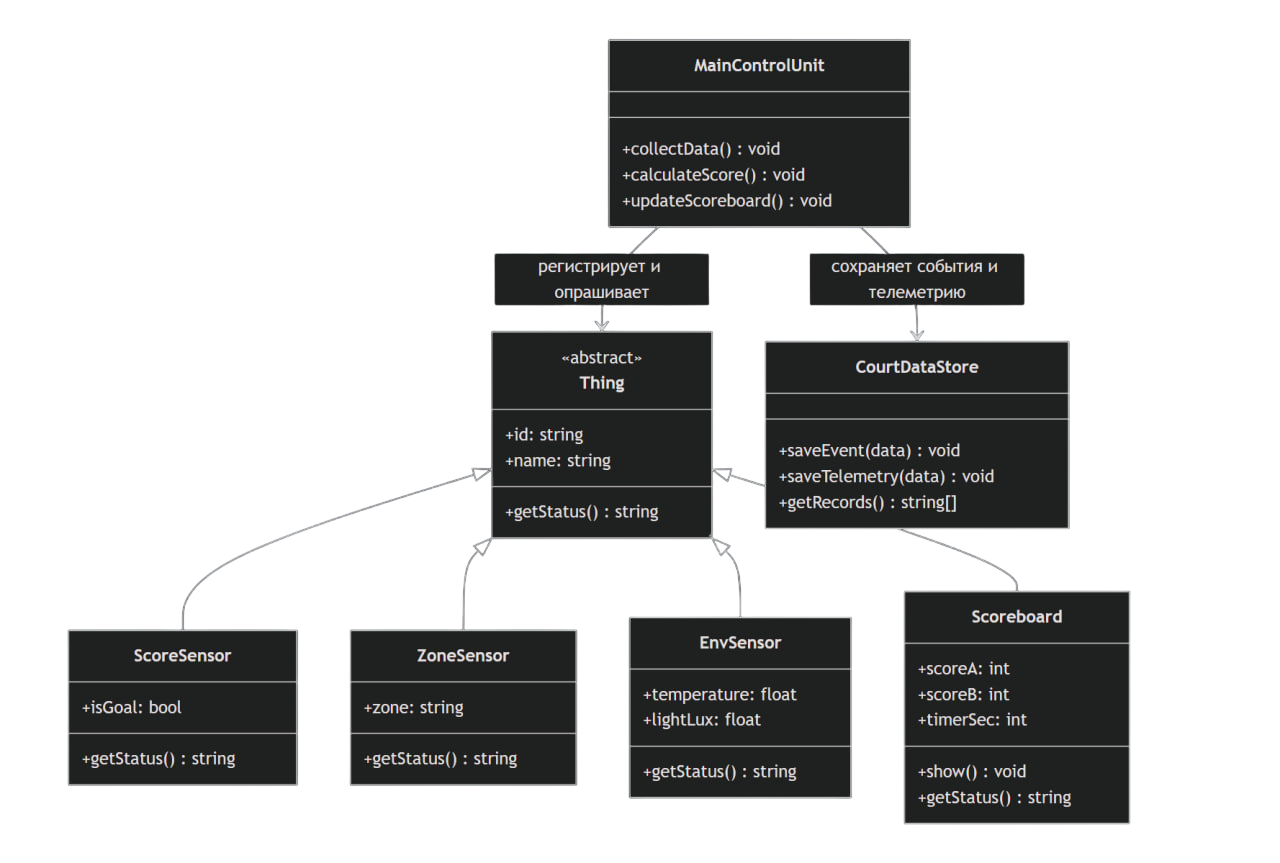 MainControlUnit
+collectData() : void
+calculateScore() : void
+updateScoreboard() : void
регистрирует и
опрашивает
сохраняет события и
телеметрию
«abstract»
Thing
+id: string
+name: string
+getStatus() : string
CourtDataStore
+saveEvent(data) : void
+saveTelemetry(data) : void
+getRecords() : string[]
ScoreSensor
+isGoal: bool
+getStatus() : string
ZoneSensor
+zone: string
+getStatus() : string
EnvSensor
+temperature: float
+lightLux: float
+getStatus() : string
Scoreboard
+scoreA: int
+scoreB: int
+timerSec: int
+show() : void
+getStatus() : string